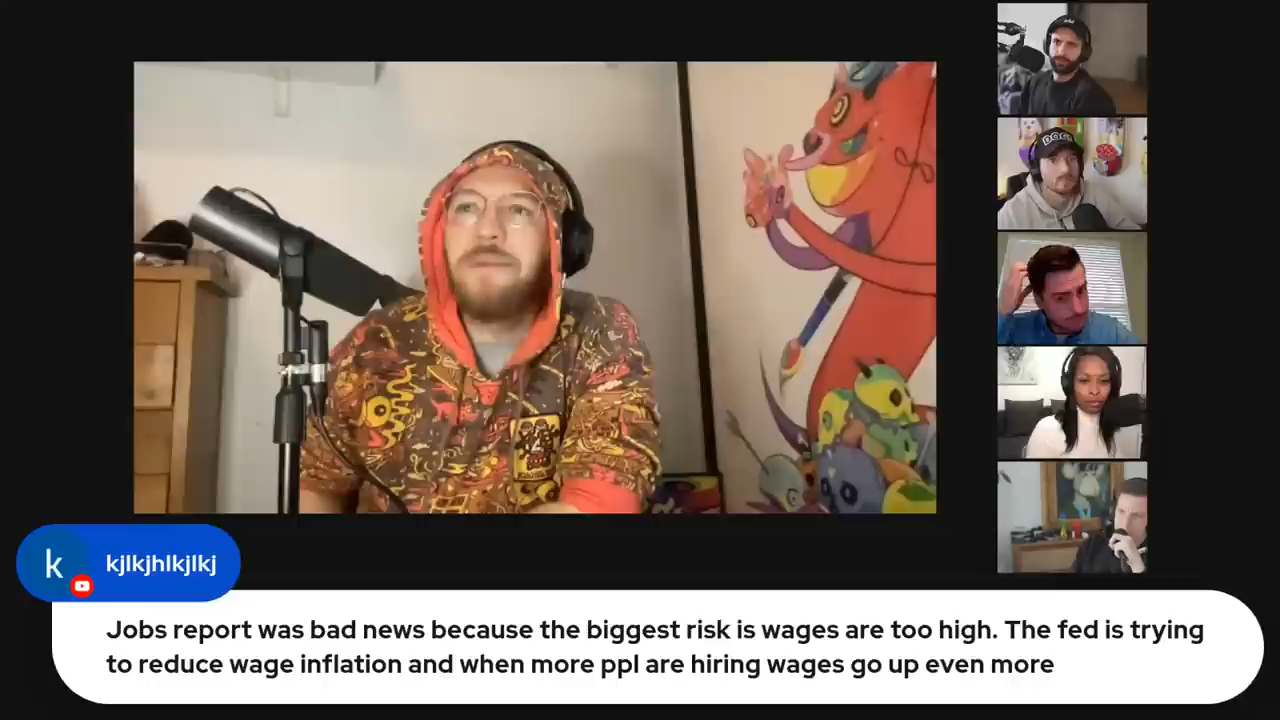 DOGE
k
kjlkjhlkjlkj
Jobs report was bad news because the biggest risk is wages are too high. The fed is trying
to reduce wage inflation and when more ppl are hiring wages go up even more